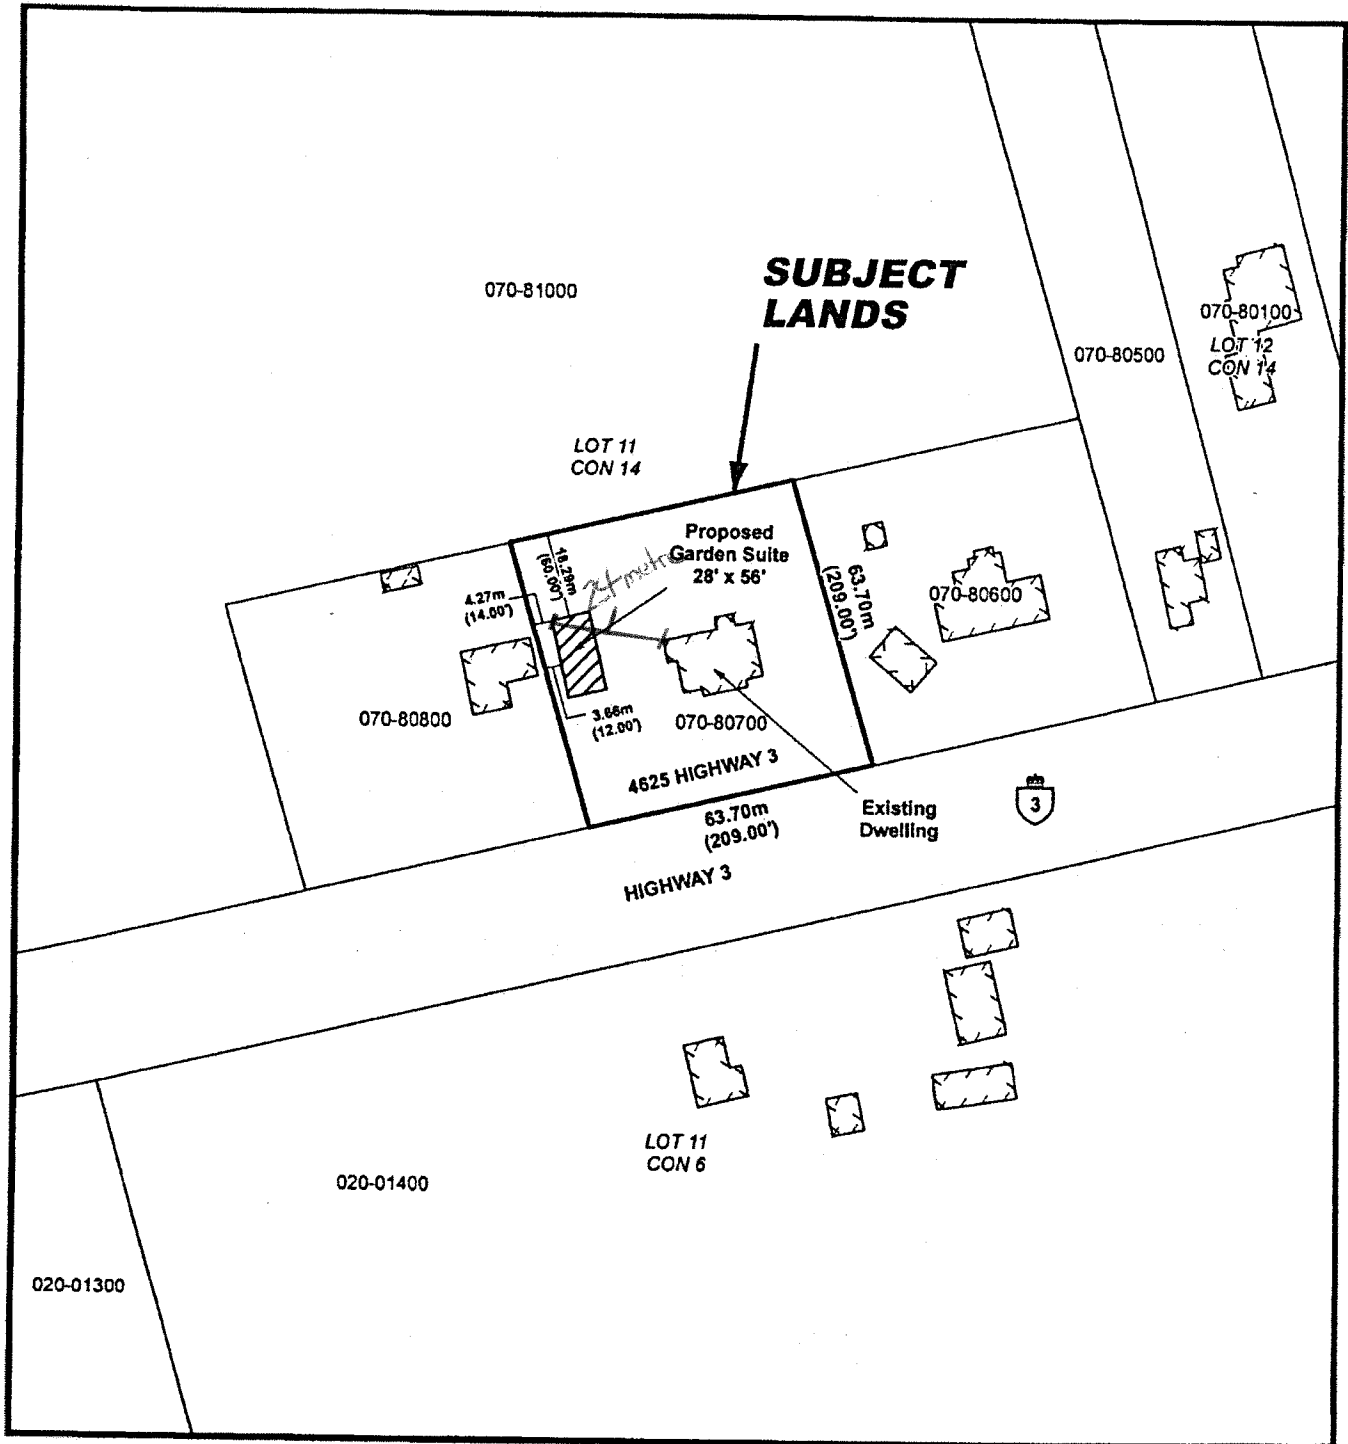 SUBJECT
LANDS
070-81000
070-80100
LOT 12
CON 14
070-80500
LOT 11
CON 14
Proposed
Garden Suite
28' x 56'
18.29m
(60.00')
24 metre
4.27m
(14.00')
63.70m
(209.00')
070-80600
3.66m
(12.00')
070-80800
070-80700
4625 HIGHWAY 3
63.70m
(209.00')
Existing
Dwelling
3
HIGHWAY 3
LOT 11
CON 6
020-01400
020-01300